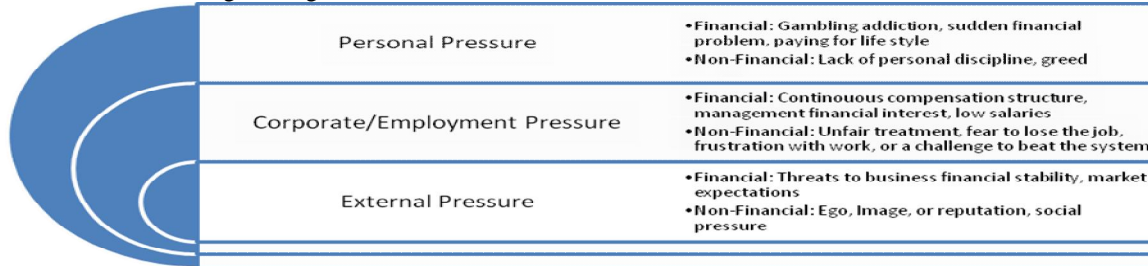 Personal Pressure
•Financial: Gambling addiction, sudden financial
problem, paying for life style
•Non-Financial: Lack of personal discipline, greed
Corporate/Employment Pressure
•Financial: Continouous compensation structure,
management financial interest, low salaries
•Non-Financial: Unfair treatment, fear to lose the job,
frustration with work, or a challenge to beat the system
External Pressure
•Financial: Threats to business financial stability, market
expectations
•Non-Financial: Ego, Image, or reputation, social
pressure